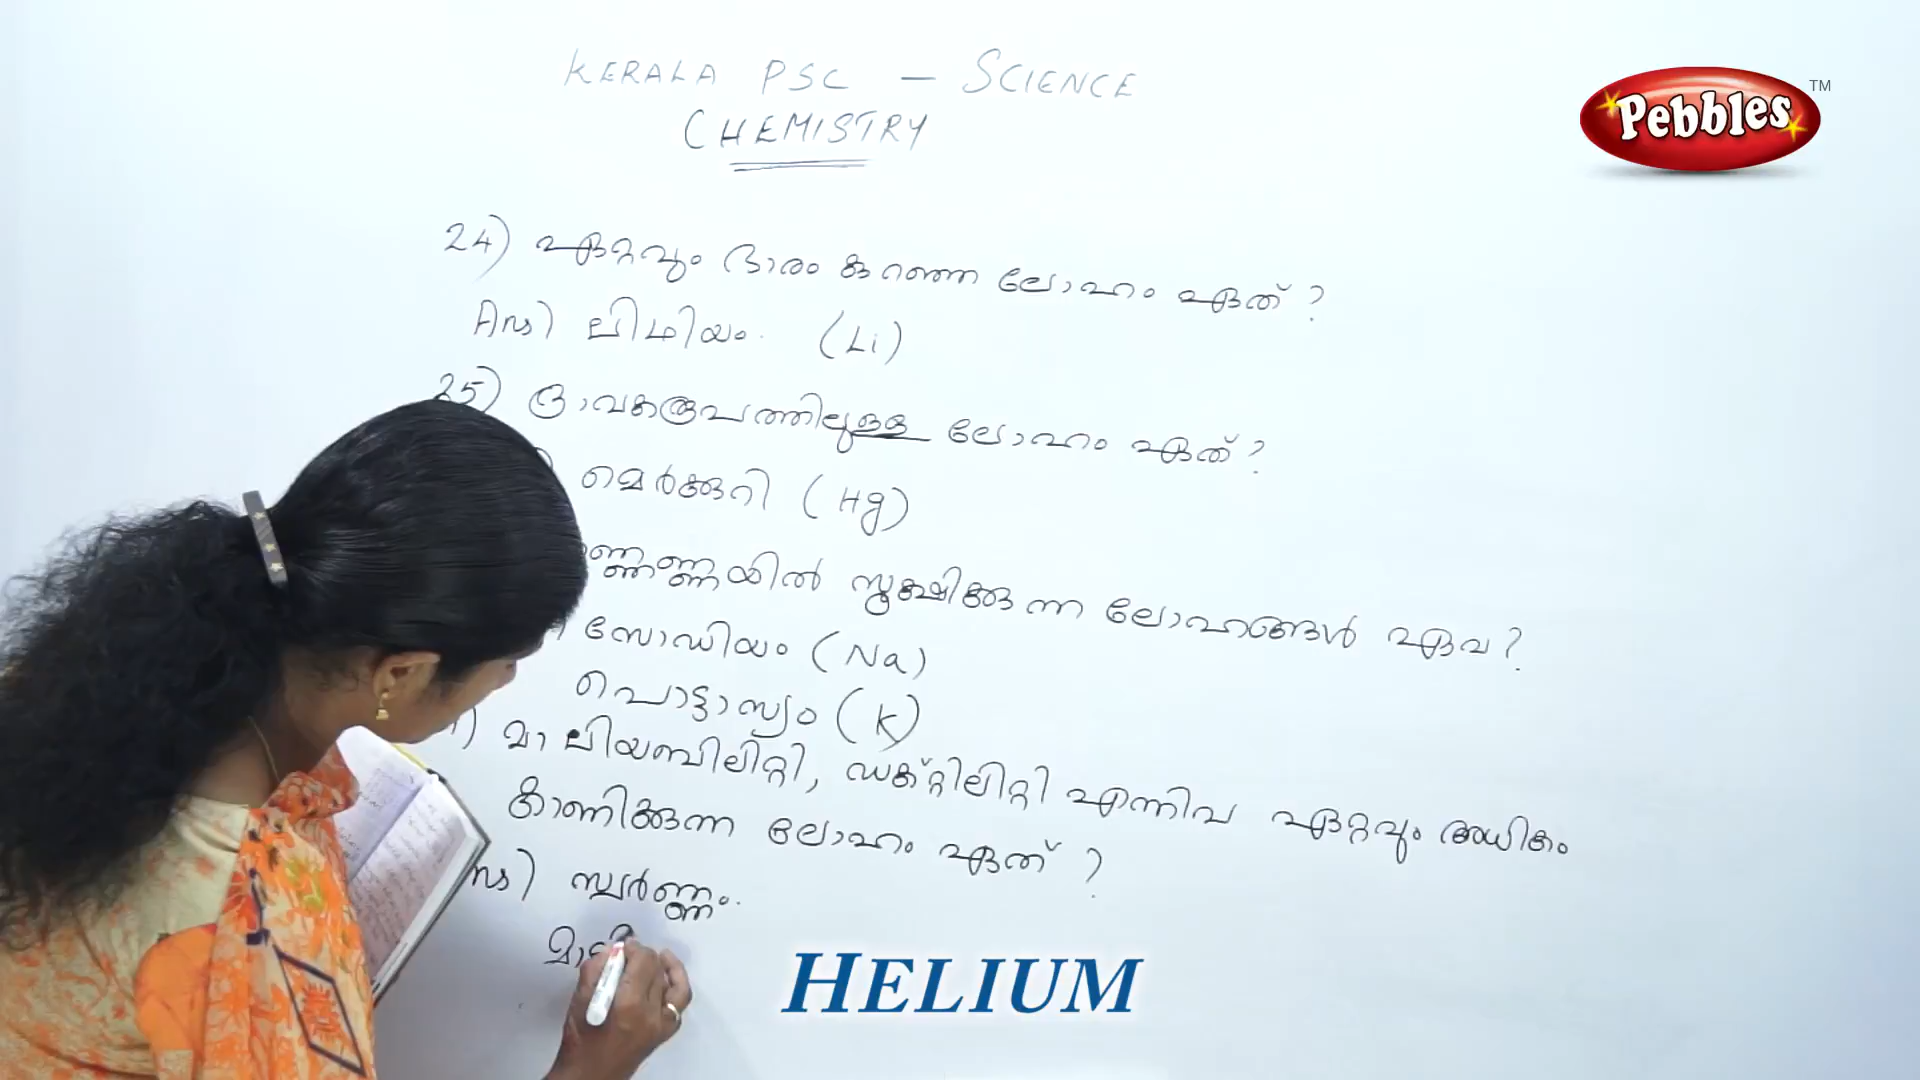 KERALA PSC – SCIENCE
CHEMISTRY
Pebbles TM
24) ഏറ്റവും ഭാരം കുറഞ്ഞ ലോഹം ഏത് ?
Ans) ലിഥിയം. (Li)
25) ദ്രാവകരൂപത്തിലുള്ള ലോഹം ഏത് ?
) മെർക്കുറി (Hg)
സൂക്ഷിക്കുന്ന ലോഹങ്ങൾ ഏവ ?
സോഡിയം (Na)
പൊട്ടാസ്യം (K)
) മാലിയബിലിറ്റി, ഡക്റ്റിലിറ്റി എന്നിവ ഏറ്റവും അധികം
കാണിക്കുന്ന ലോഹം ഏത് ?
ns) സ്വർണ്ണം.
HELIUM